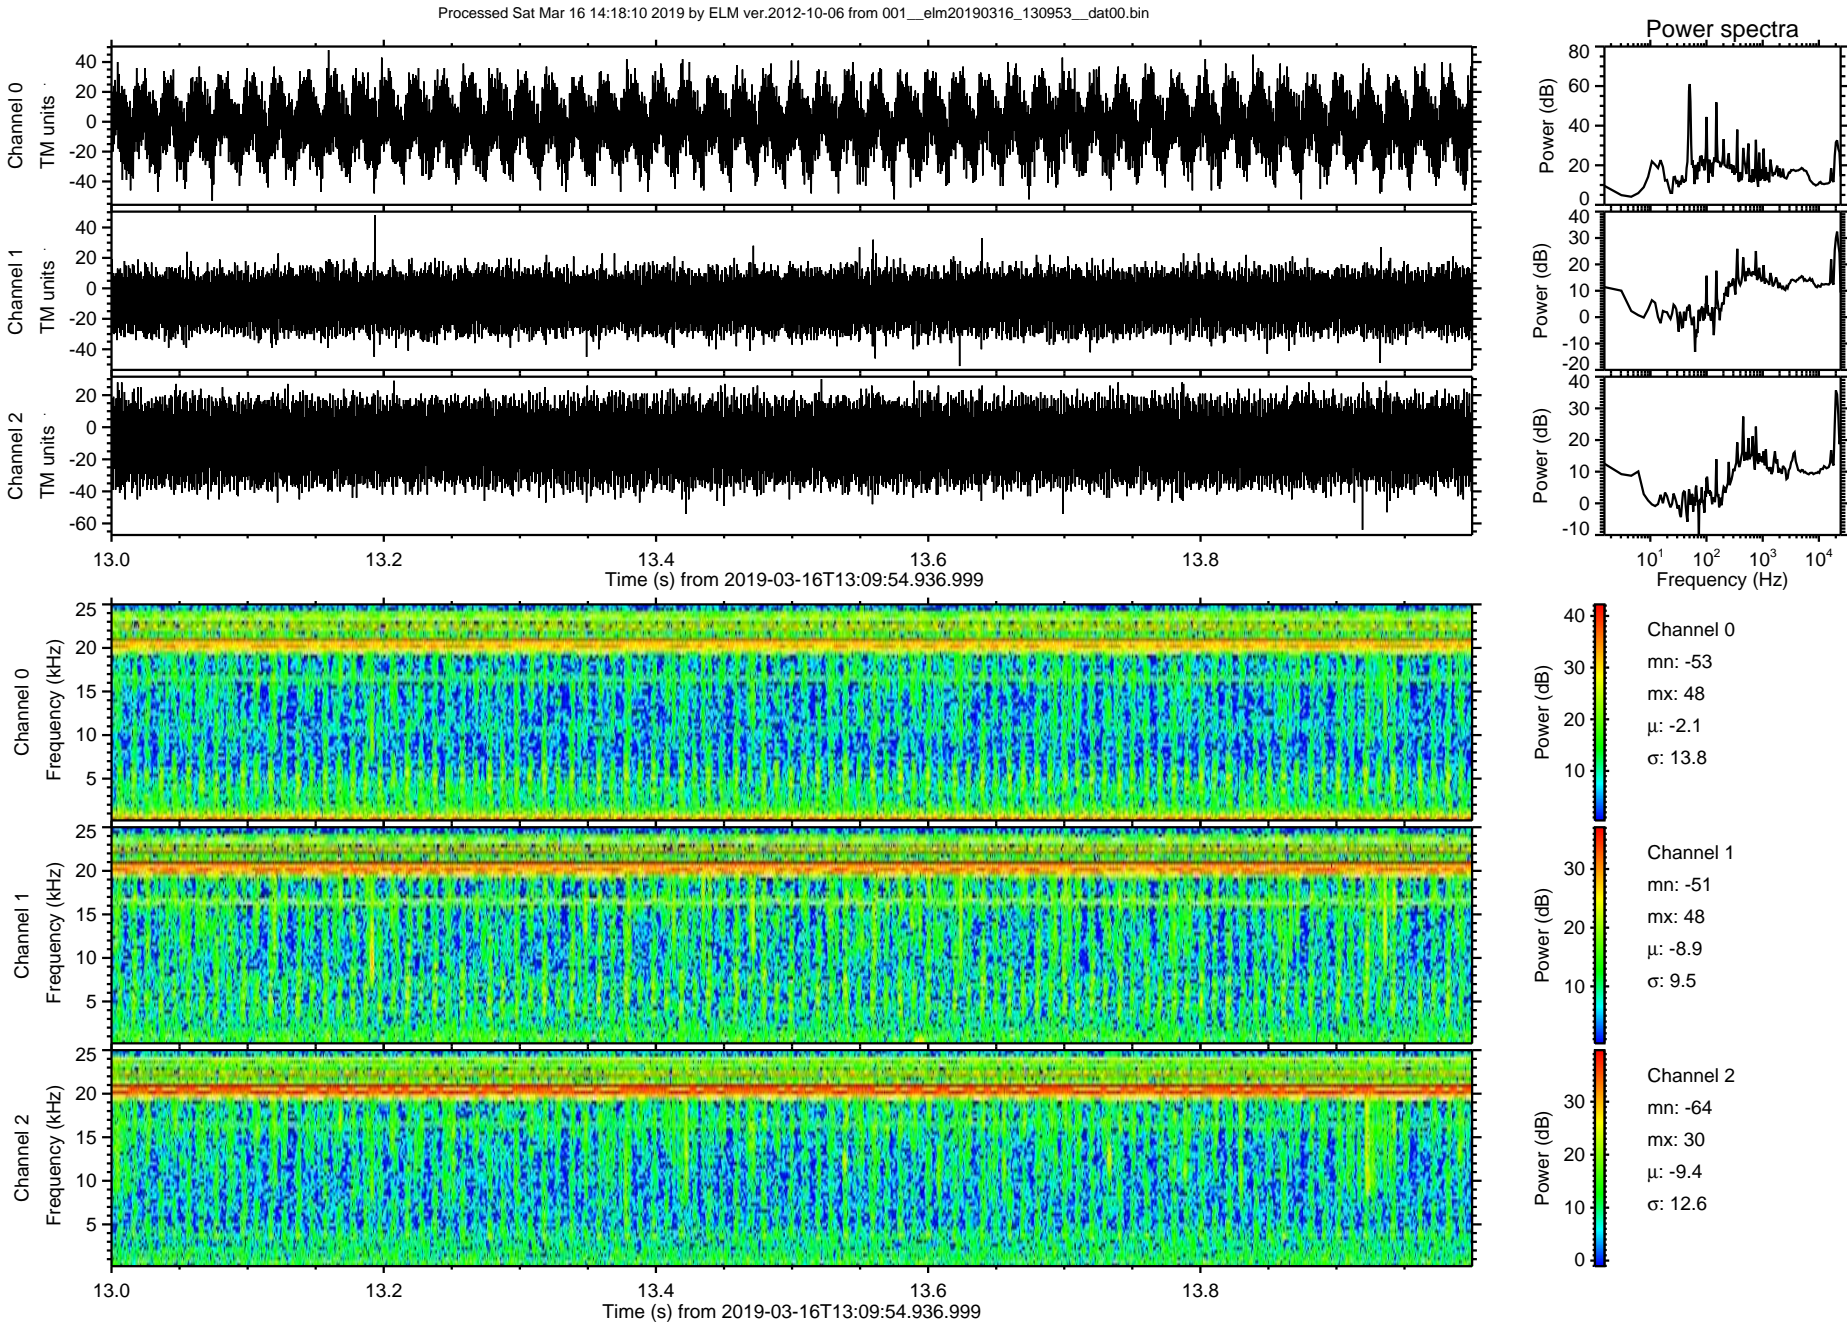 Processed Sat Mar 16 14:18:10 2019 by ELM ver.2012-10-06 from 001__elm20190316_130953__dat00.bin
Power spectra
Channel 0
TM units
40
20
0
-20
-40
Power (dB)
80
60
40
20
0
Channel 1
TM units
40
20
0
-20
-40
Power (dB)
40
30
20
10
0
-10
-20
Channel 2
TM units
20
0
-20
-40
-60
Power (dB)
40
30
20
10
0
-10
13.0 13.2 13.4 13.6 13.8
Time (s) from 2019-03-16T13:09:54.936.999
10¹ 10² 10³ 10⁴
Frequency (Hz)
Channel 0
Frequency (kHz)
25
20
15
10
5
Power (dB)
40
30
20
10
Channel 0
mn: -53
mx: 48
μ: -2.1
σ: 13.8
Channel 1
Frequency (kHz)
25
20
15
10
5
Power (dB)
30
20
10
Channel 1
mn: -51
mx: 48
μ: -8.9
σ: 9.5
Channel 2
Frequency (kHz)
25
20
15
10
5
Power (dB)
30
20
10
0
Channel 2
mn: -64
mx: 30
μ: -9.4
σ: 12.6
13.0 13.2 13.4 13.6 13.8
Time (s) from 2019-03-16T13:09:54.936.999